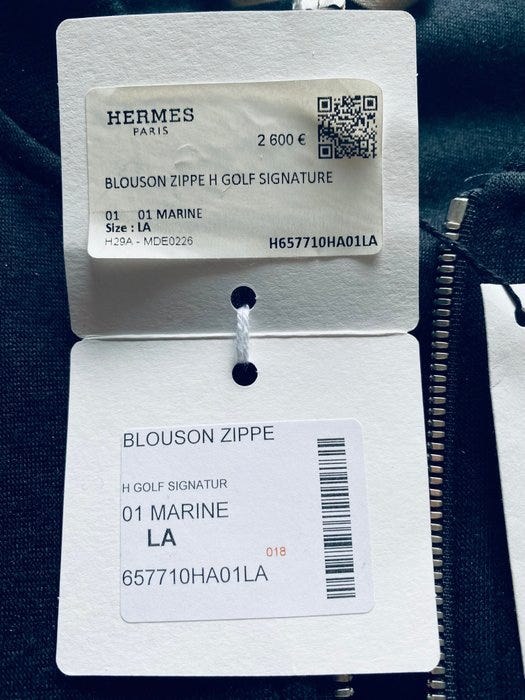 HERMES
PARIS
2 600 €
BLOUSON ZIPPE H GOLF SIGNATURE
01 01 MARINE
Size : LA
H29A - MDE0226
H657710HA01LA
BLOUSON ZIPPE
H GOLF SIGNATUR
01 MARINE
LA
018
657710HA01LA